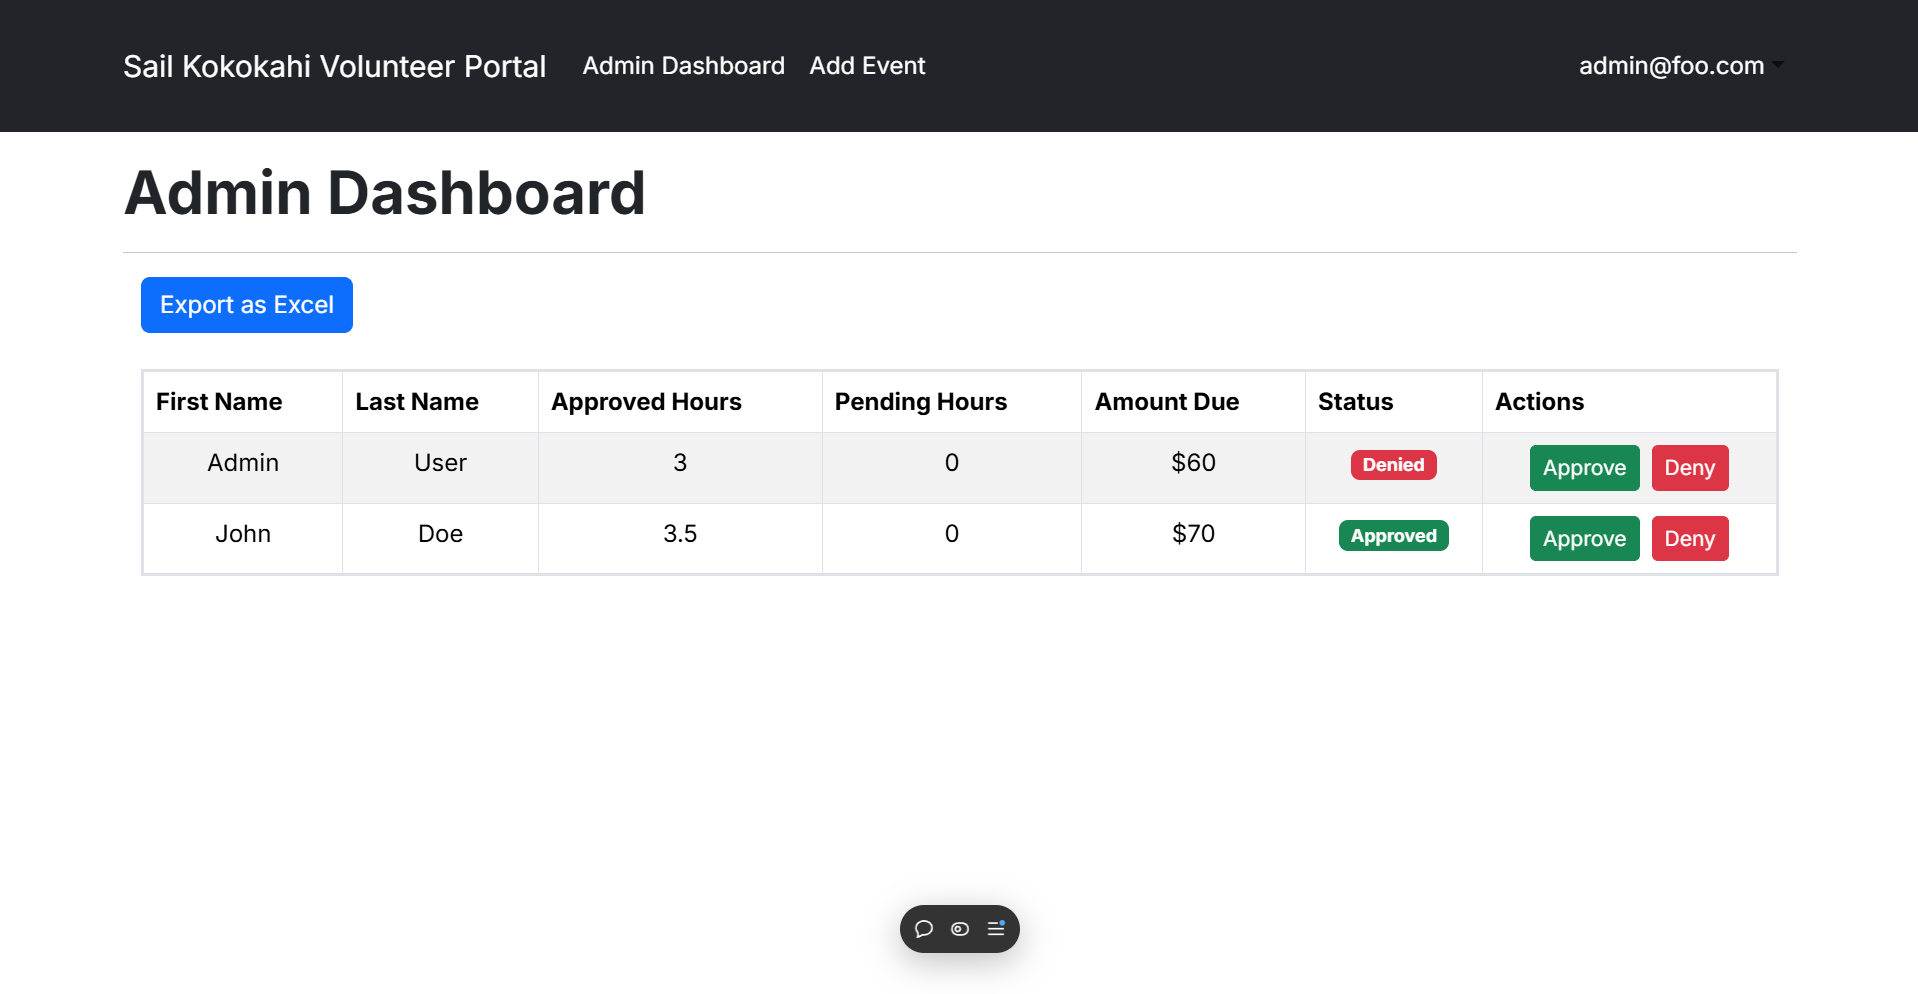 Sail Kokokahi Volunteer Portal Admin Dashboard Add Event admin@foo.com
Admin Dashboard
Export as Excel
First Name Last Name Approved Hours Pending Hours Amount Due Status Actions
Admin User 3 0 $60 Denied Approve Deny
John Doe 3.5 0 $70 Approved Approve Deny